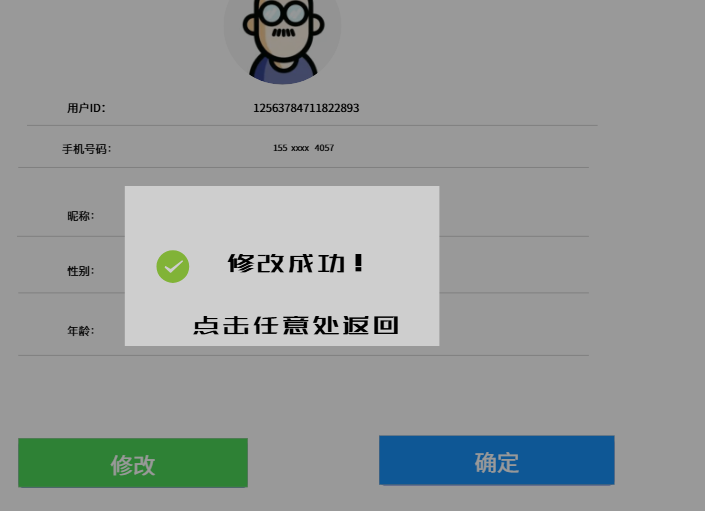 用户ID： 12563784711822893
手机号码： 155 xxxx 4057
昵称：
性别：
年龄：
修改成功！
点击任意处返回
修改 确定